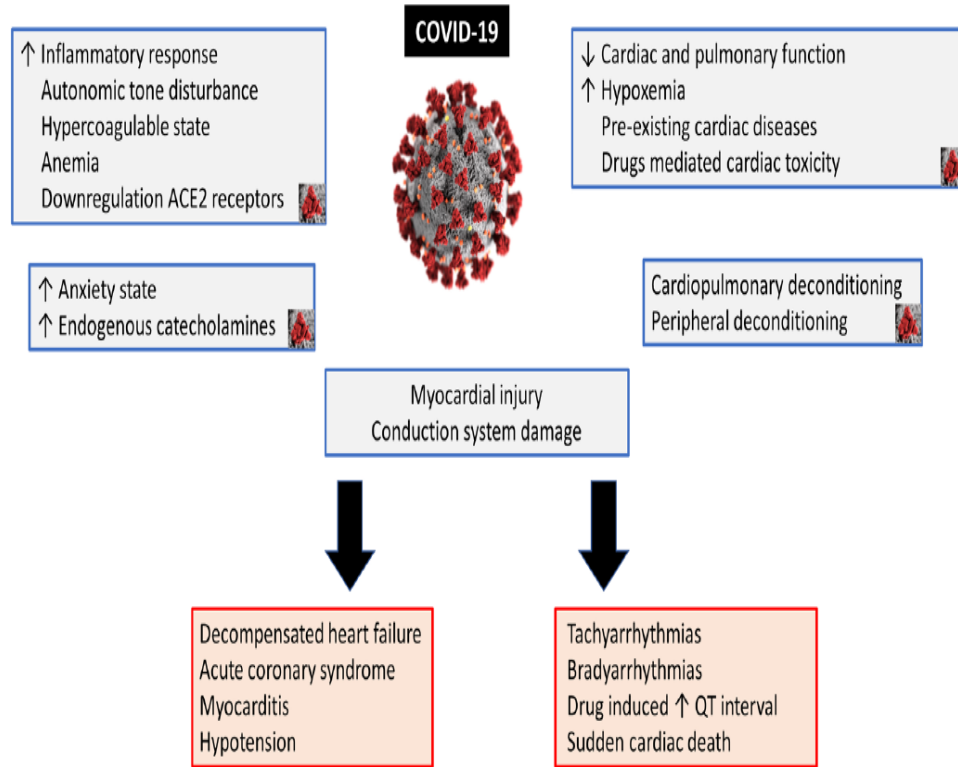 COVID-19
↑ Inflammatory response
Autonomic tone disturbance
Hypercoagulable state
Anemia
Downregulation ACE2 receptors
↓ Cardiac and pulmonary function
↑ Hypoxemia
Pre-existing cardiac diseases
Drugs mediated cardiac toxicity
↑ Anxiety state
↑ Endogenous catecholamines
Cardiopulmonary deconditioning
Peripheral deconditioning
Myocardial injury
Conduction system damage
Decompensated heart failure
Acute coronary syndrome
Myocarditis
Hypotension
Tachyarrhythmias
Bradyarrhythmias
Drug induced ↑ QT interval
Sudden cardiac death